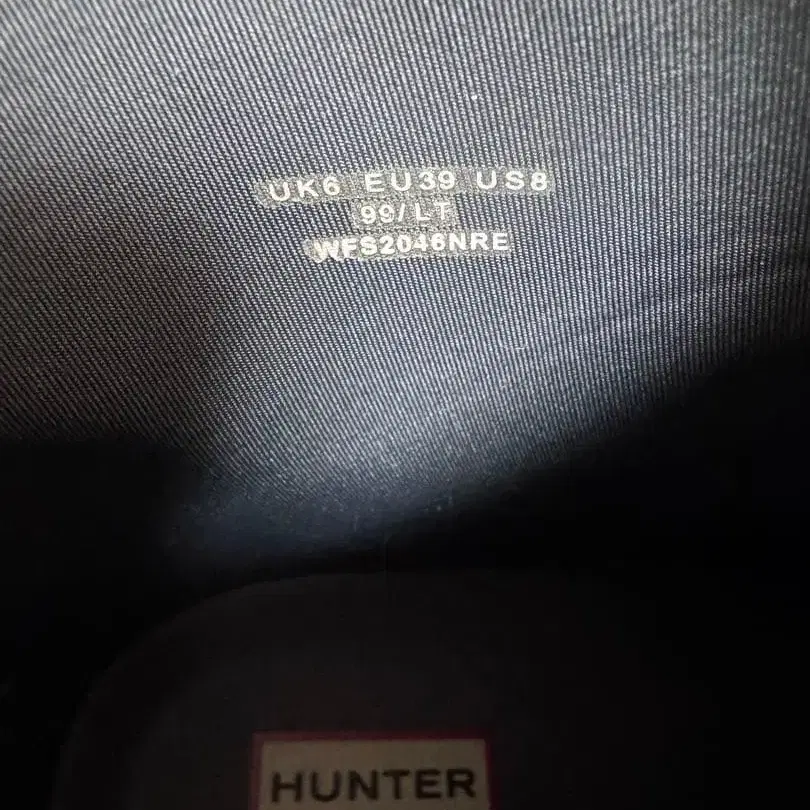 UK6 EU39 US8
99/LT
WFS2046NRE
HUNTER